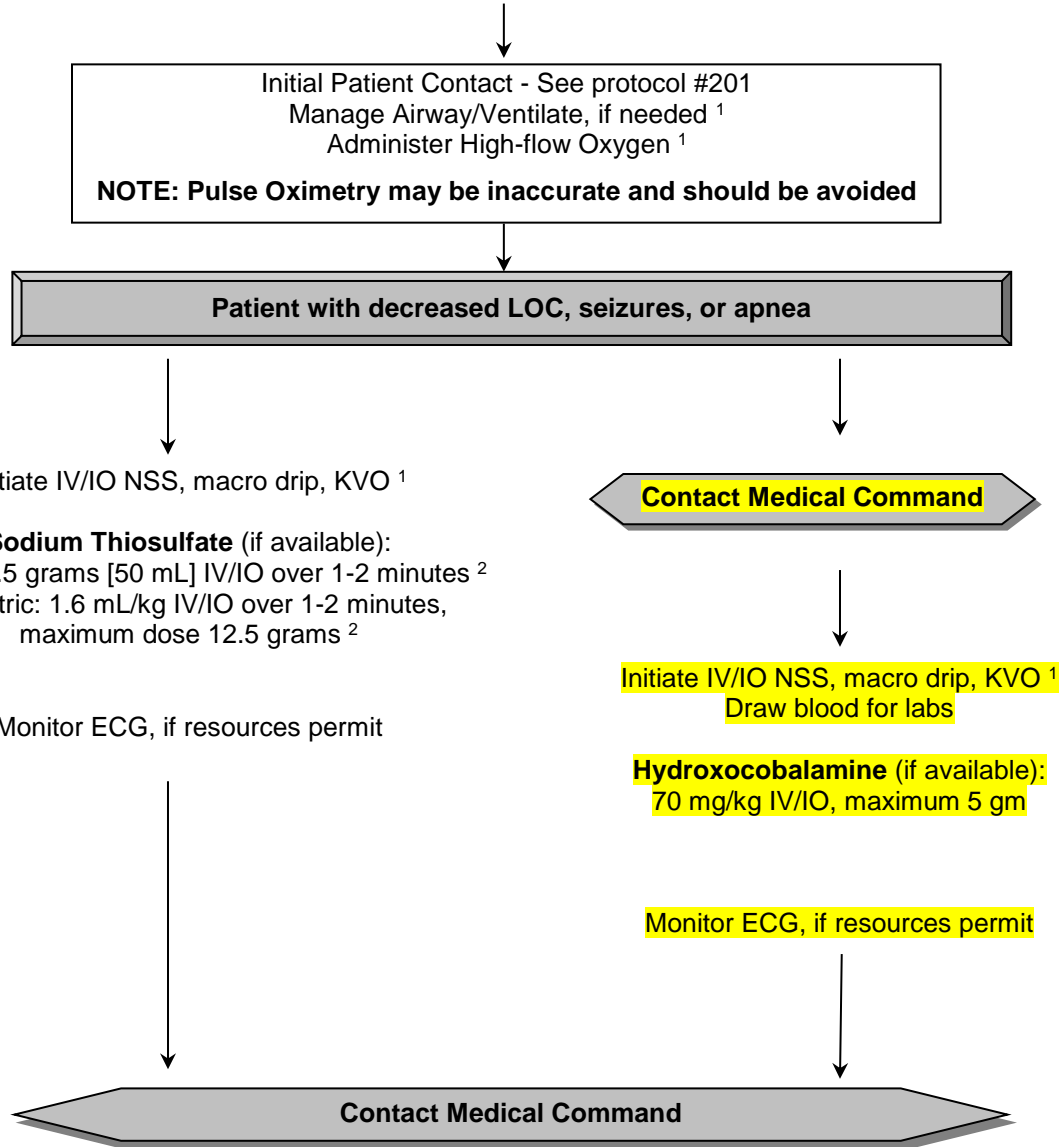 Initial Patient Contact - See protocol #201
Manage Airway/Ventilate, if needed ¹
Administer High-flow Oxygen ¹
NOTE: Pulse Oximetry may be inaccurate and should be avoided
Patient with decreased LOC, seizures, or apnea
tiate IV/IO NSS, macro drip, KVO ¹
Sodium Thiosulfate (if available):
.5 grams [50 mL] IV/IO over 1-2 minutes ²
tric: 1.6 mL/kg IV/IO over 1-2 minutes,
maximum dose 12.5 grams ²
Monitor ECG, if resources permit
Contact Medical Command
Initiate IV/IO NSS, macro drip, KVO ¹
Draw blood for labs
Hydroxocobalamine (if available):
70 mg/kg IV/IO, maximum 5 gm
Monitor ECG, if resources permit
Contact Medical Command